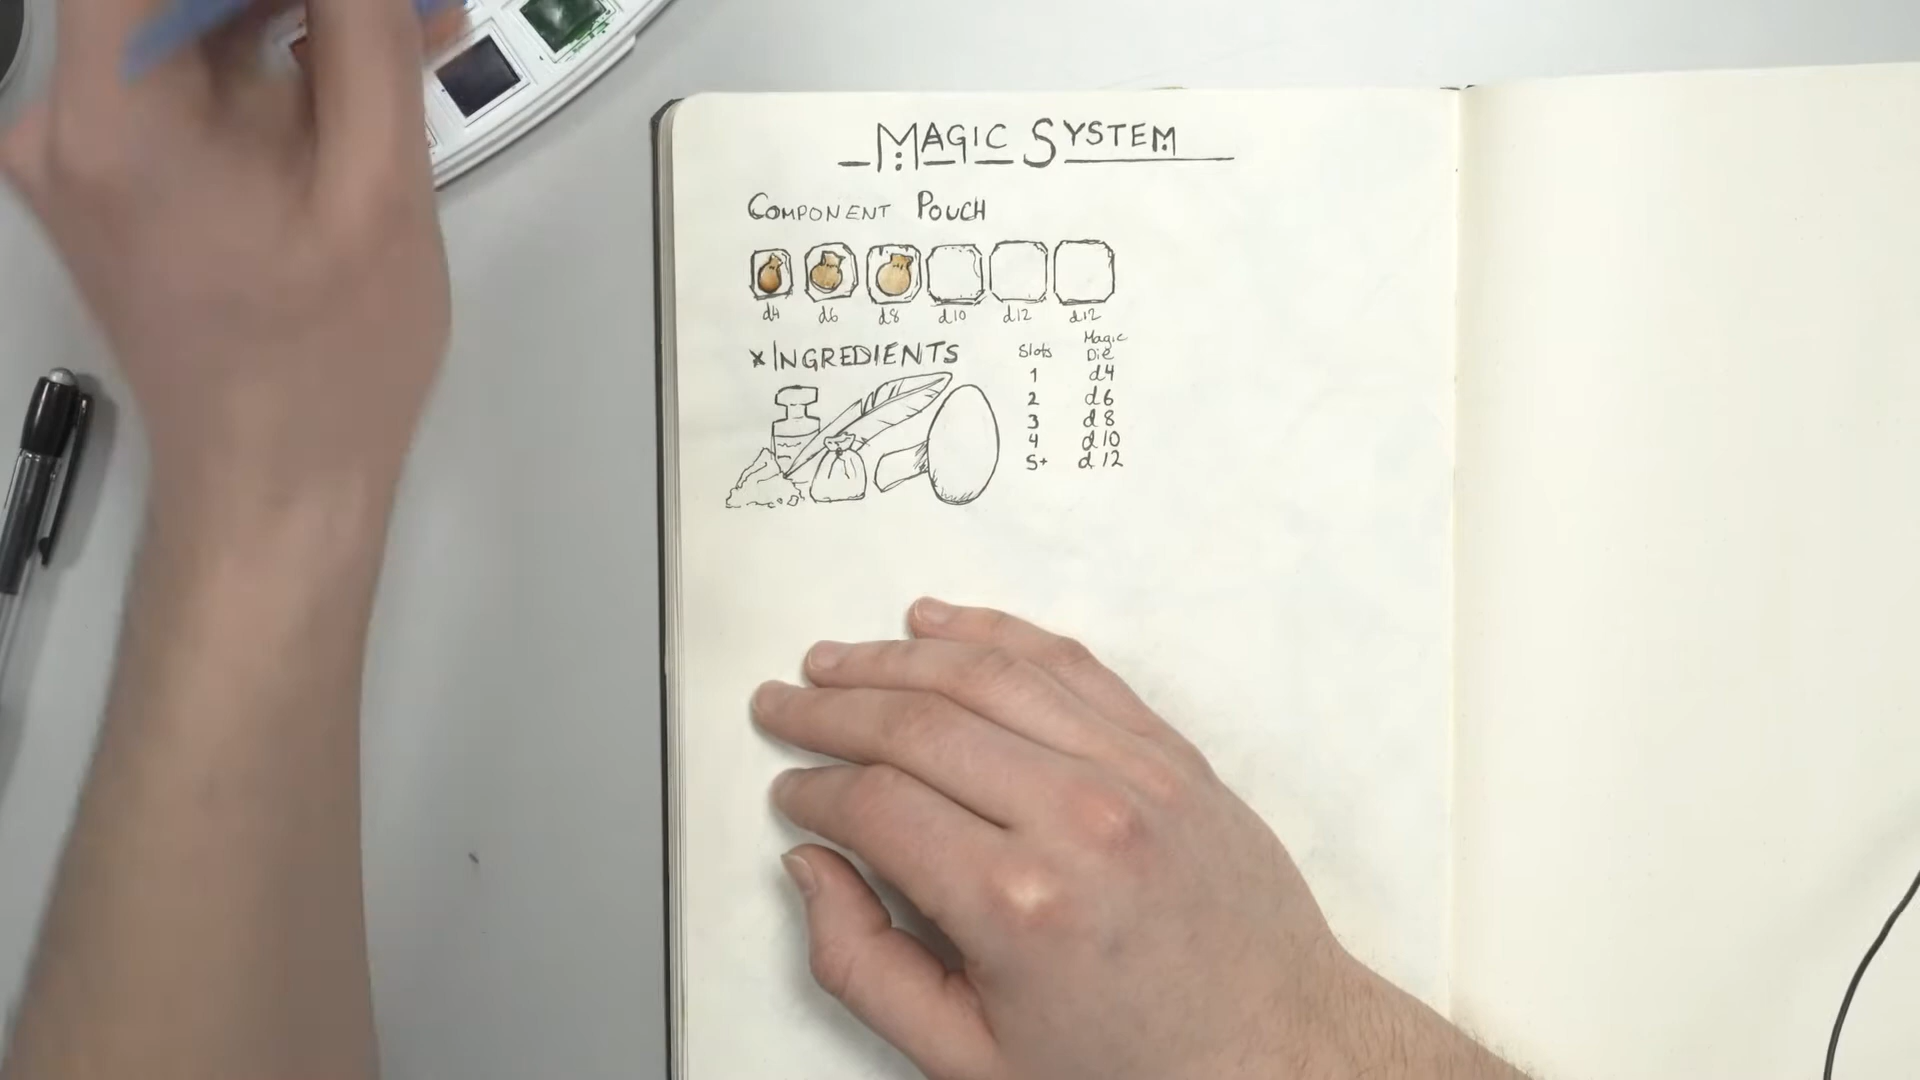 MAGIC SYSTEM
COMPONENT POUCH
d4 d6 d8 d10 d12 d12
x INGREDIENTS
Slots Magic Die
1 d4
2 d6
3 d8
4 d10
5+ d12